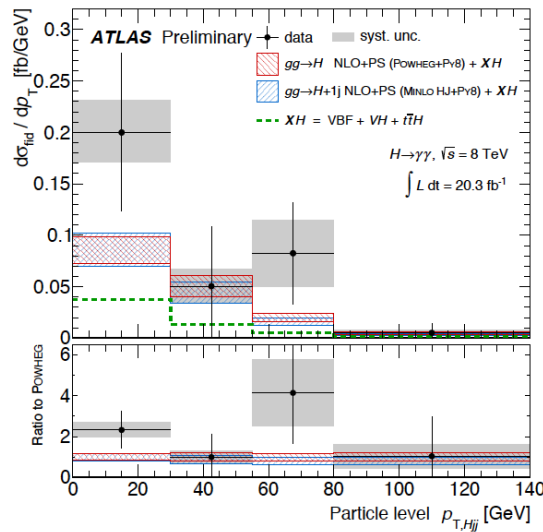 ATLAS Preliminary
data
syst. unc.
gg→H NLO+PS (POWHEG+PY8) + XH
gg→H+1j NLO+PS (MINLO HJ+PY8) + XH
XH = VBF + VH + tt̄H
H→γγ, √s = 8 TeV
∫ L dt = 20.3 fb⁻¹
dσ_fid / dp_T [fb/GeV]
0.3
0.25
0.2
0.15
0.1
0.05
0
Ratio to POWHEG
6
4
2
0
0 20 40 60 80 100 120 140
Particle level p_T,Hjj [GeV]